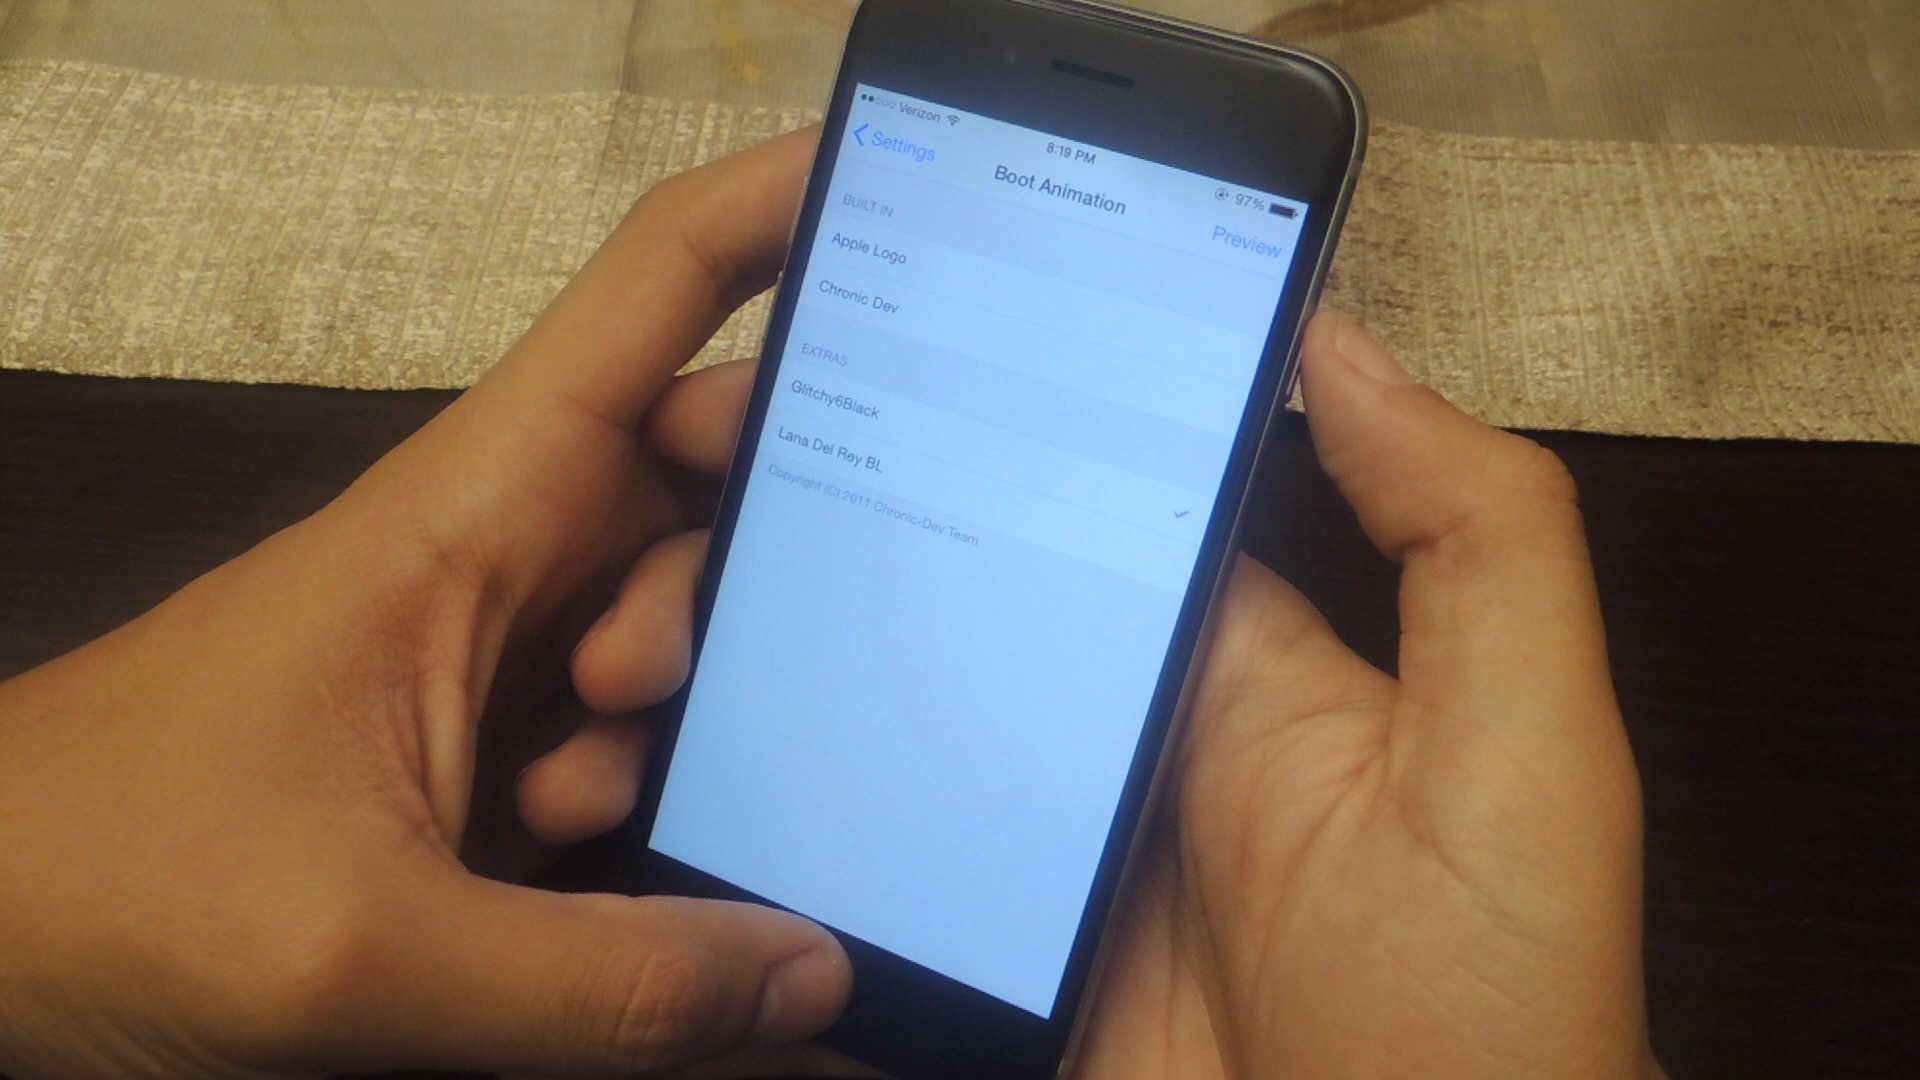 Verizon
8:19 PM
97%
Settings
Boot Animation
Preview
BUILT IN
Apple Logo
Chronic Dev
EXTRAS
Glitchy6Black
Lana Del Rey BL
Copyright (C) 2011 Chronic-Dev Team